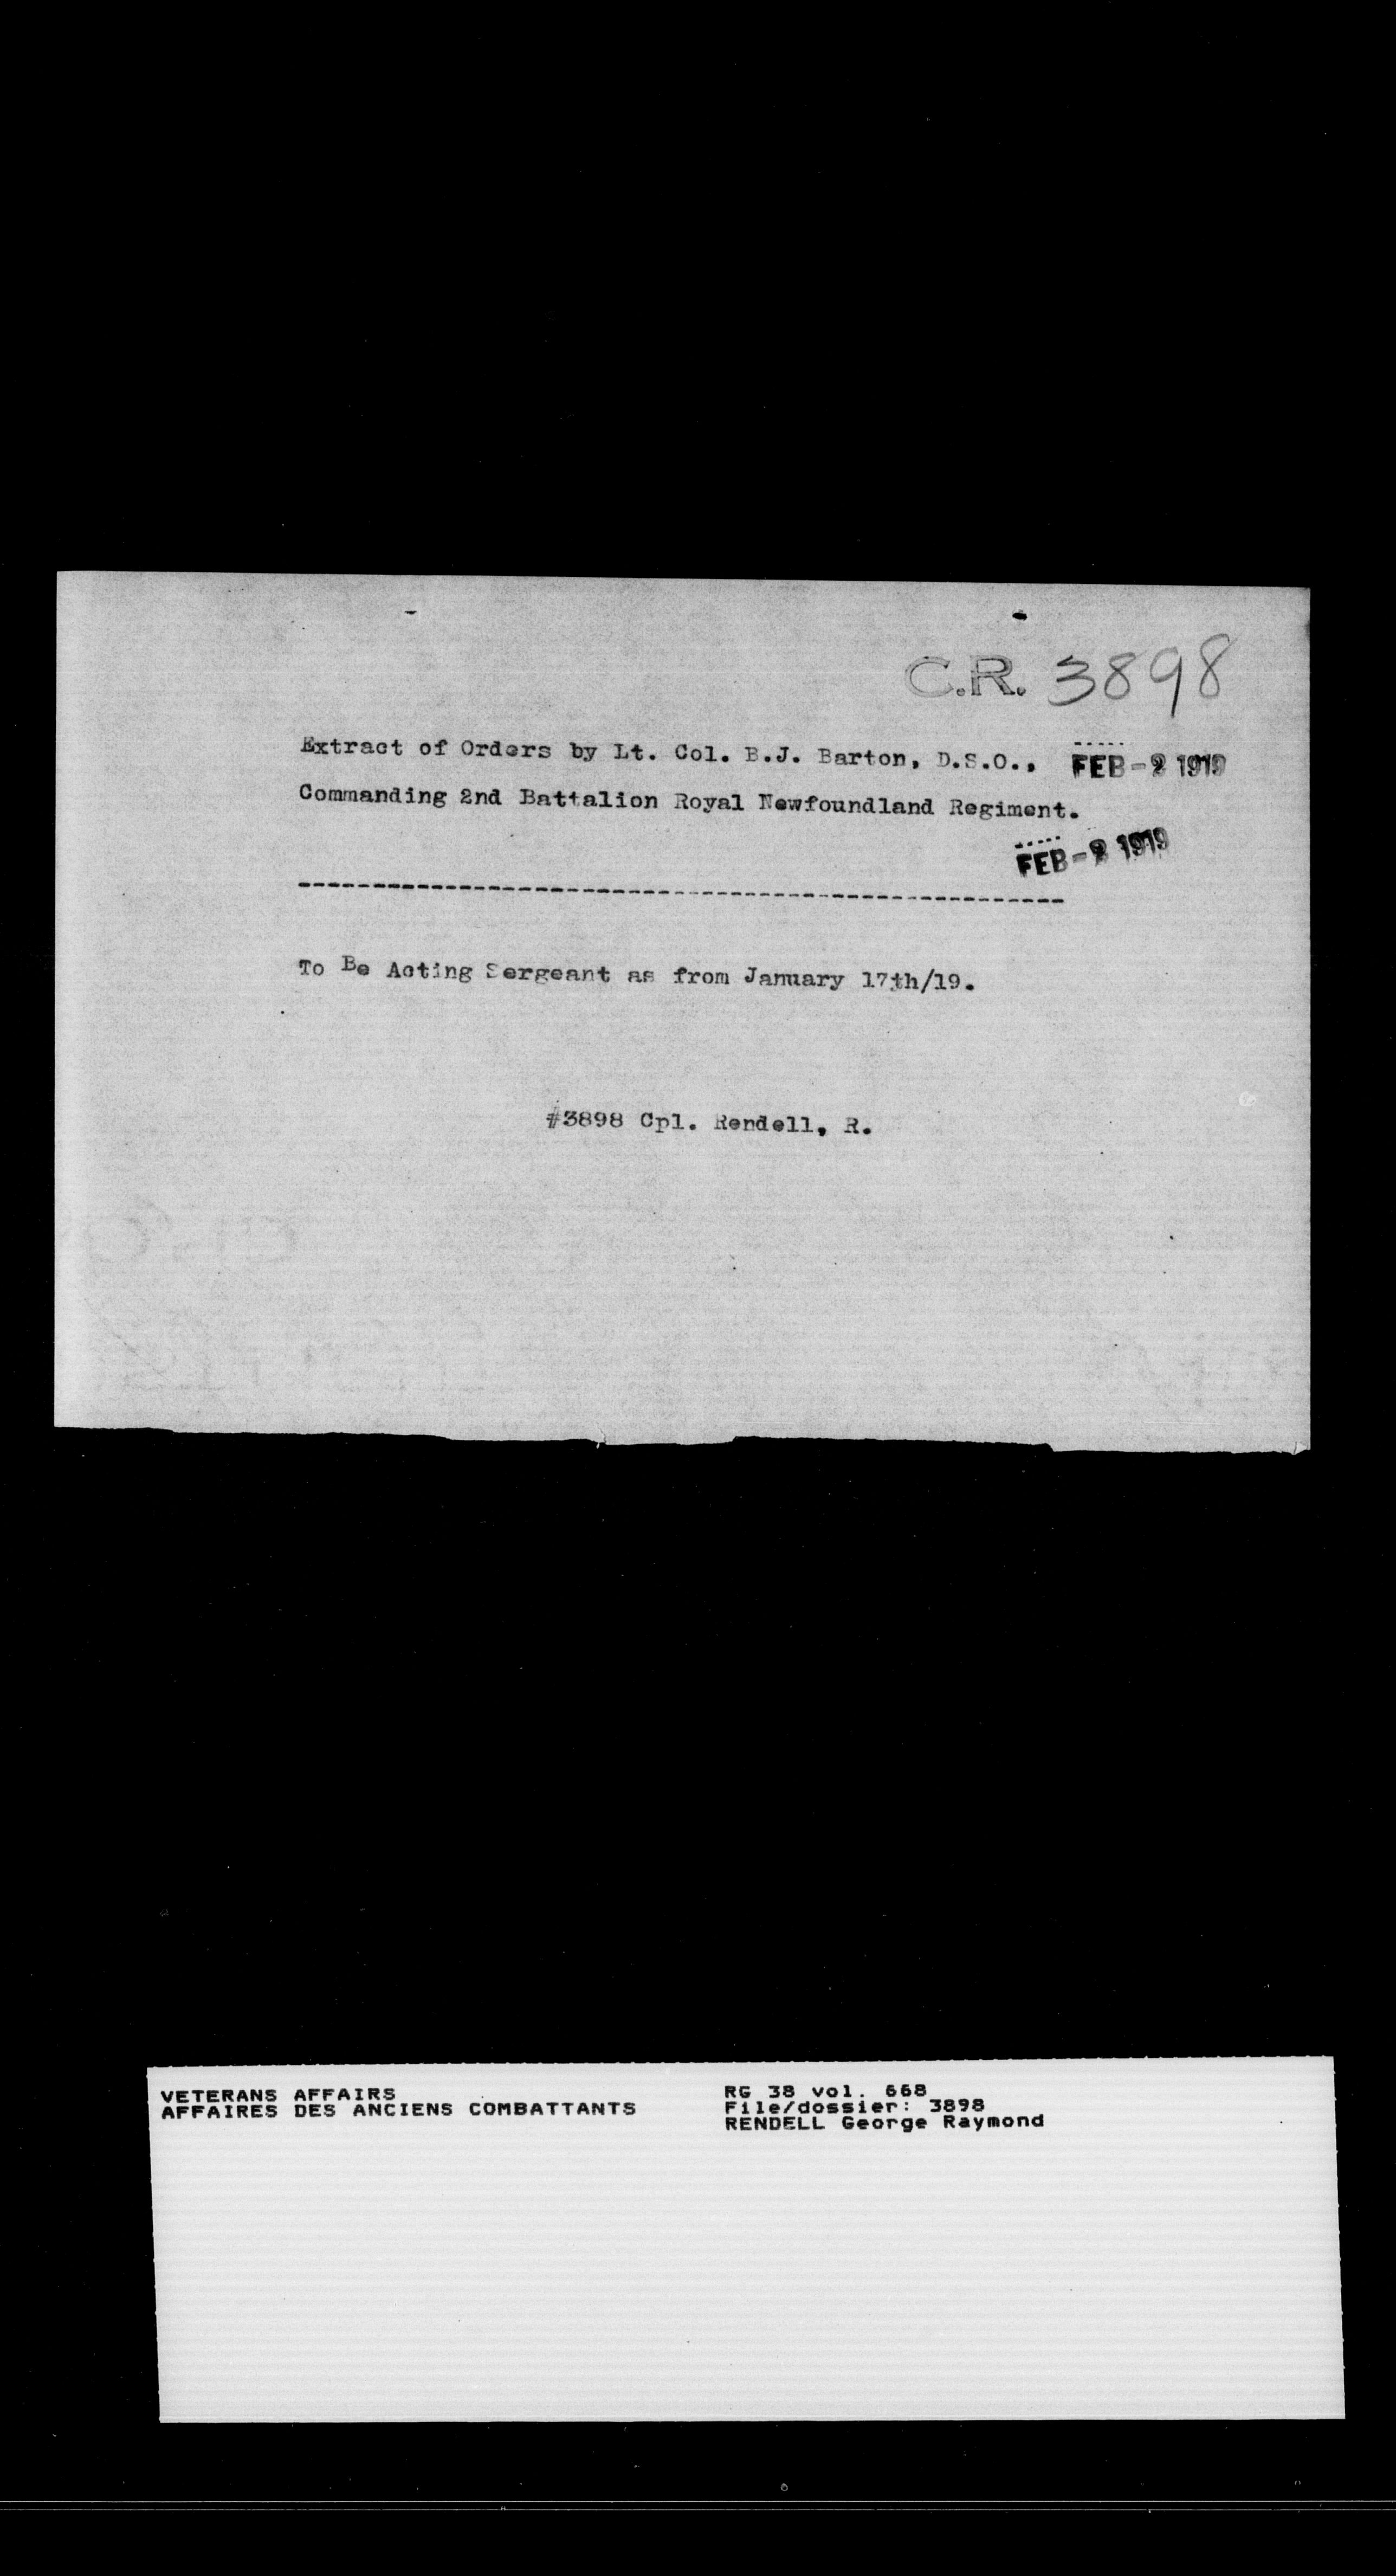 C.R. 3898
Extract of Orders by Lt. Col. B.J. Barton, D.S.O., FEB - 2 1919
Commanding 2nd Battalion Royal Newfoundland Regiment.
FEB - 1919
----------------------------------------------------
To Be Acting Sergeant as from January 17th/19.
#3898 Cpl. Rendell, R.
VETERANS AFFAIRS
AFFAIRES DES ANCIENS COMBATTANTS
RG 38 vol. 668
File/dossier: 3898
RENDELL George Raymond